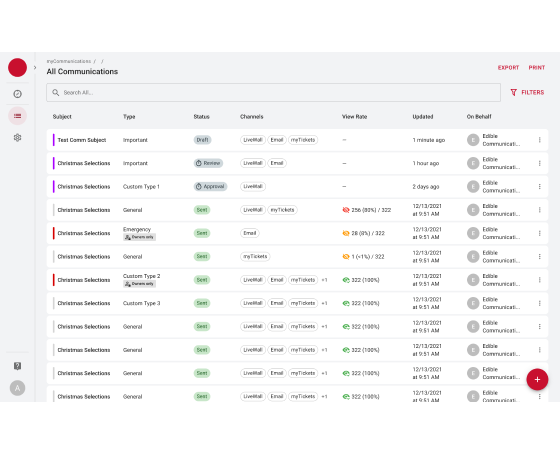 myCommunications / /
All Communications
EXPORT PRINT
Search All...
FILTERS
Subject Type Status Channels View Rate Updated On Behalf
Test Comm Subject Important Draft LiveWall Email myTickets – 1 minute ago E Edible Communicati...
Christmas Selections Important Review LiveWall Email – 1 hour ago E Edible Communicati...
Christmas Selections Custom Type 1 Approval LiveWall – 2 days ago E Edible Communicati...
Christmas Selections General Sent LiveWall myTickets 256 (80%) / 322 12/13/2021 at 9:51 AM E Edible Communicati...
Christmas Selections Emergency Owners only Sent Email 28 (8%) / 322 12/13/2021 at 9:51 AM E Edible Communicati...
Christmas Selections General Sent myTickets 1 (<1%) / 322 12/13/2021 at 9:51 AM E Edible Communicati...
Christmas Selections Custom Type 2 Owners only Sent LiveWall Email myTickets +1 322 (100%) 12/13/2021 at 9:51 AM E Edible Communicati...
Christmas Selections Custom Type 3 Sent LiveWall Email myTickets +1 322 (100%) 12/13/2021 at 9:51 AM E Edible Communicati...
Christmas Selections General Sent LiveWall Email myTickets +1 322 (100%) 12/13/2021 at 9:51 AM E Edible Communicati...
Christmas Selections General Sent LiveWall Email myTickets +1 322 (100%) 12/13/2021 at 9:51 AM E Edible Communicati...
Christmas Selections General Sent LiveWall Email myTickets +1 322 (100%) 12/13/2021 at 9:51 AM E Edible Communicati...
Christmas Selections General Sent LiveWall Email myTickets +1 322 (100%) 12/13/2021 at 9:51 AM E Edible Communicati...
A